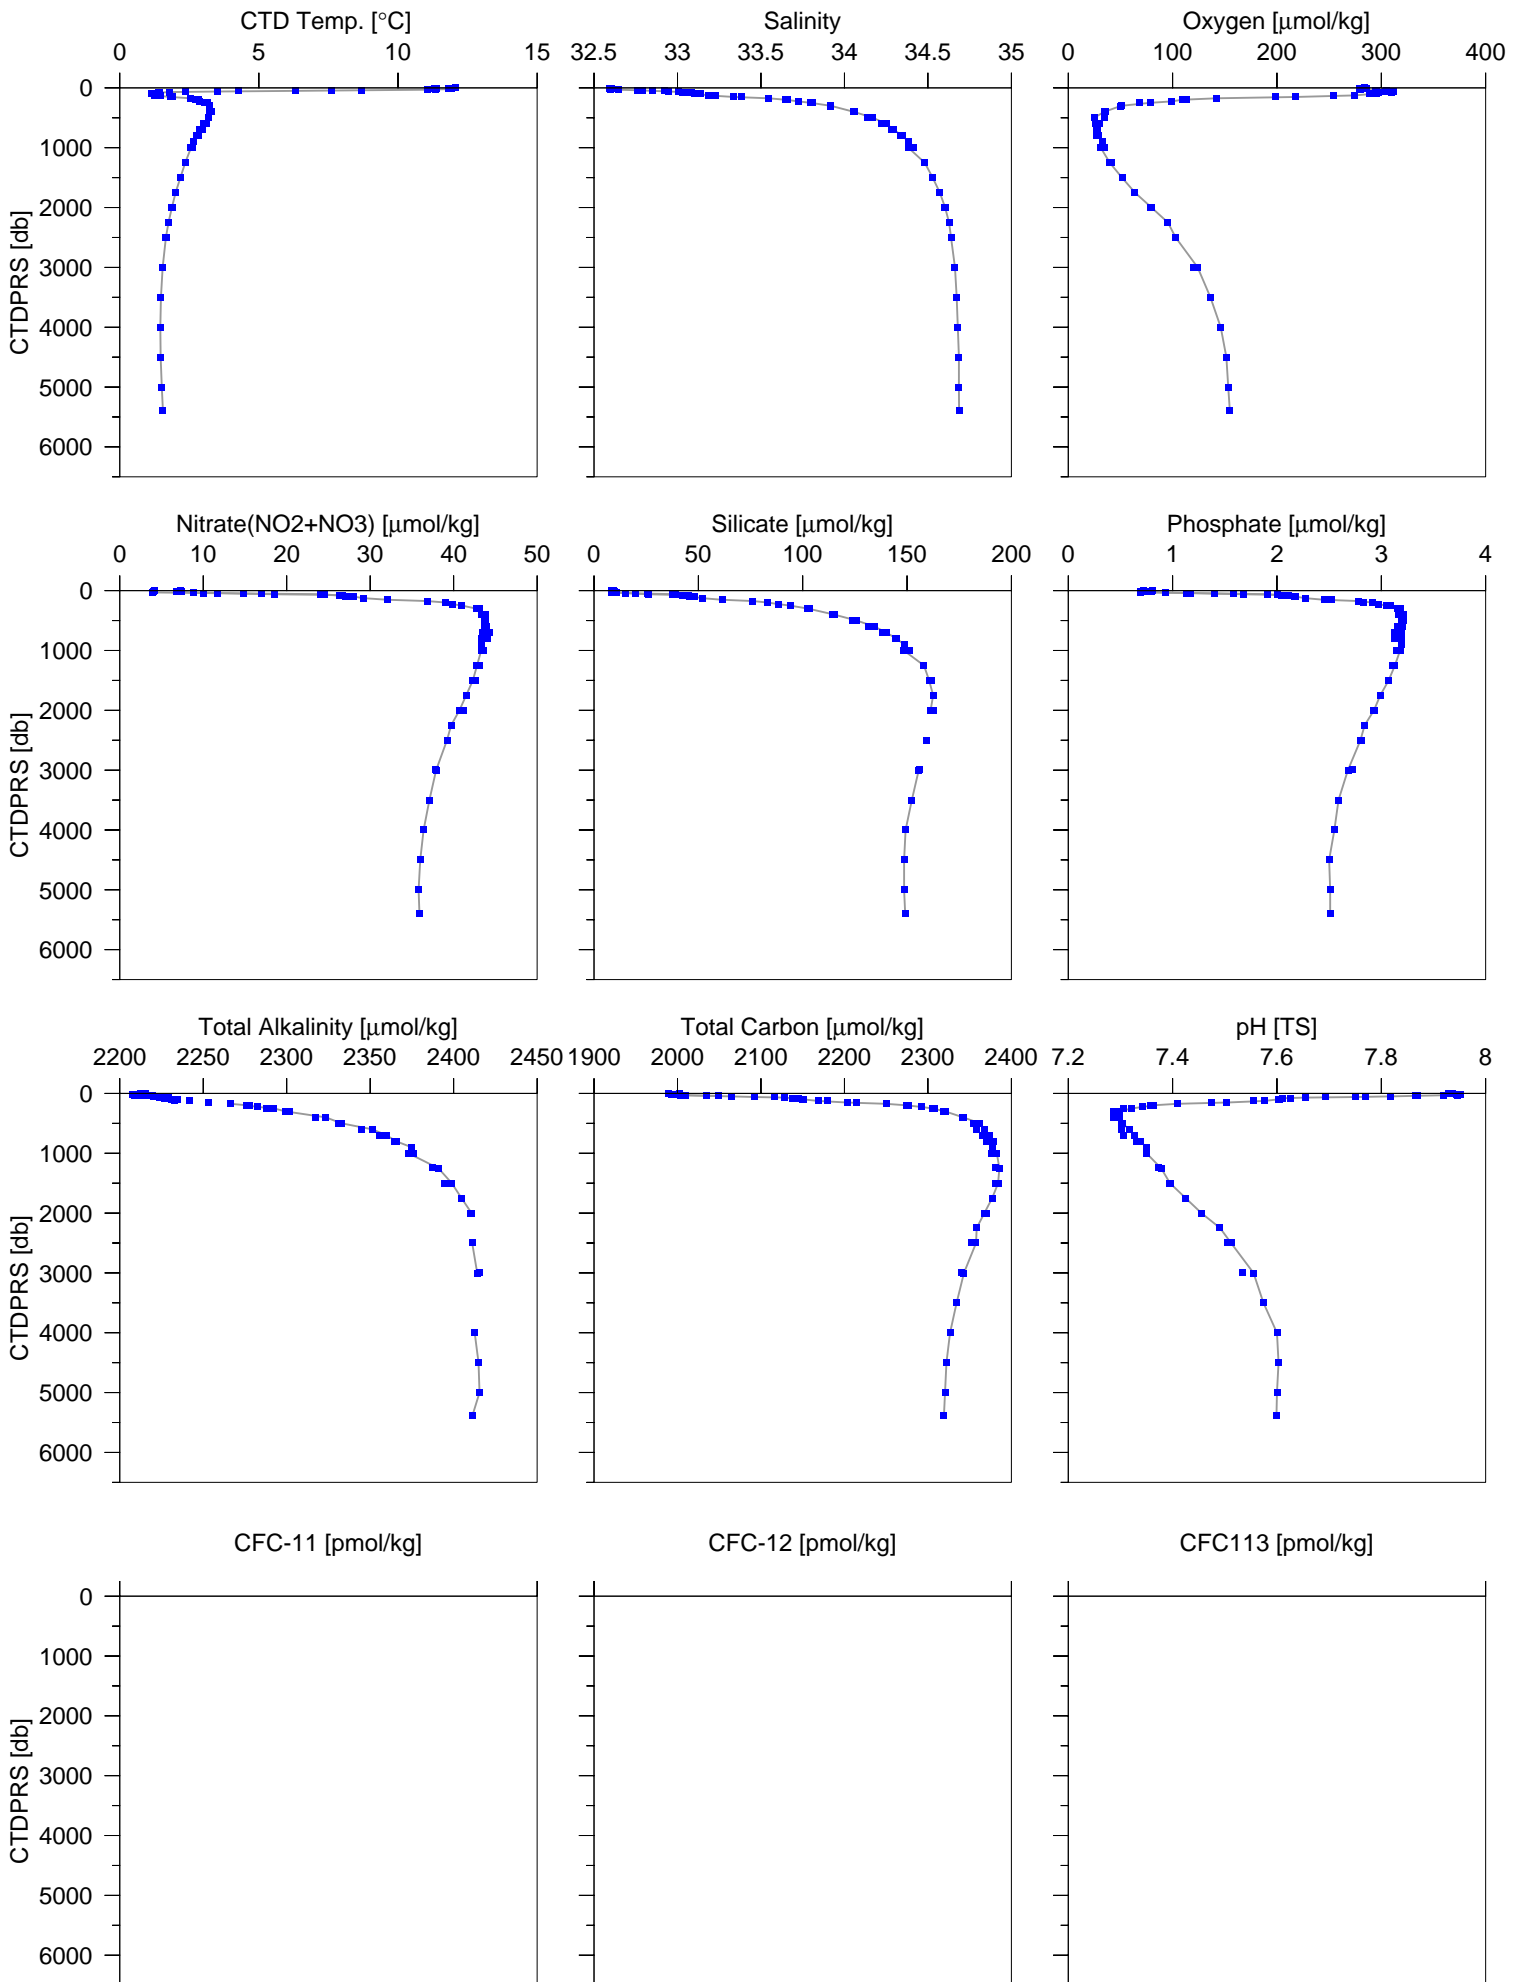 CTD Temp. [°C] Salinity Oxygen [μmol/kg]
0 5 10 15 32.5 33 33.5 34 34.5 35 0 100 200 300 400
0
1000
2000
3000
4000
5000
6000
CTDPRS [db]
Nitrate(NO2+NO3) [μmol/kg] Silicate [μmol/kg] Phosphate [μmol/kg]
0 10 20 30 40 50 0 50 100 150 200 0 1 2 3 4
0
1000
2000
3000
4000
5000
6000
CTDPRS [db]
Total Alkalinity [μmol/kg] Total Carbon [μmol/kg] pH [TS]
2200 2250 2300 2350 2400 2450 1900 2000 2100 2200 2300 2400 7.2 7.4 7.6 7.8 8
0
1000
2000
3000
4000
5000
6000
CTDPRS [db]
CFC-11 [pmol/kg] CFC-12 [pmol/kg] CFC113 [pmol/kg]
0
1000
2000
3000
4000
5000
6000
CTDPRS [db]